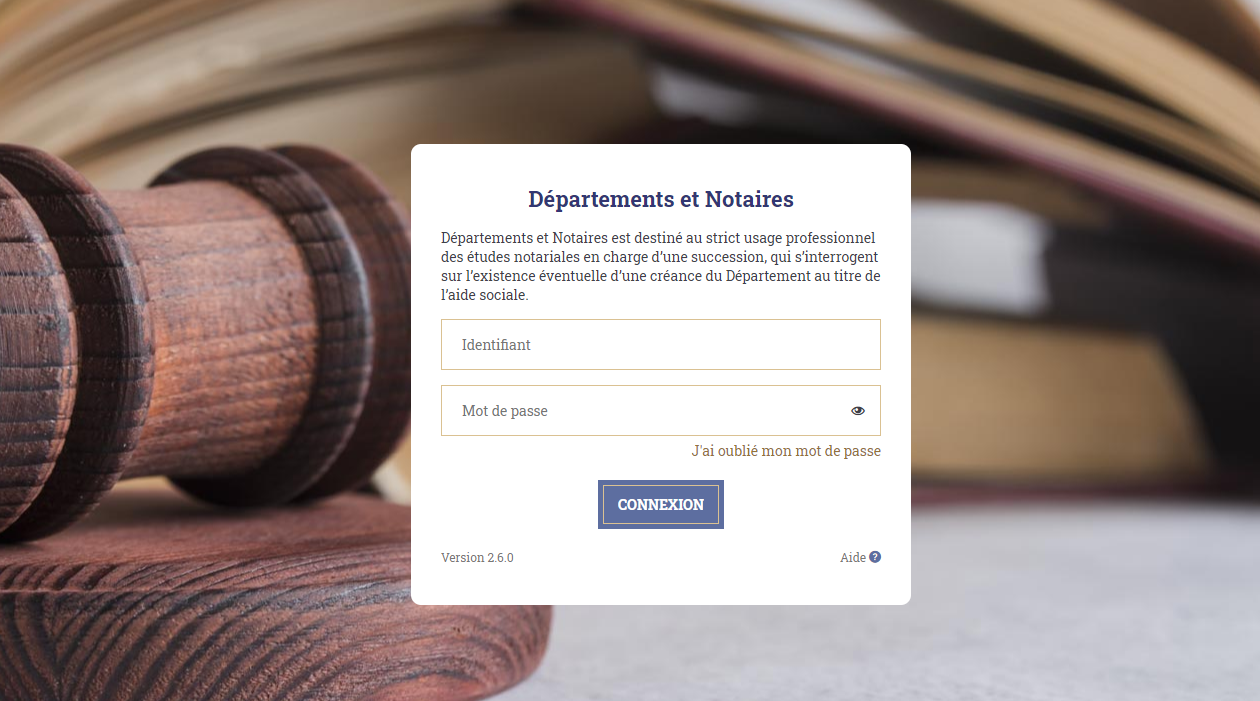 Départements et Notaires
Départements et Notaires est destiné au strict usage professionnel
des études notariales en charge d’une succession, qui s’interrogent
sur l’existence éventuelle d’une créance du Département au titre de
l’aide sociale.
Identifiant
Mot de passe
J'ai oublié mon mot de passe
CONNEXION
Version 2.6.0
Aide ?